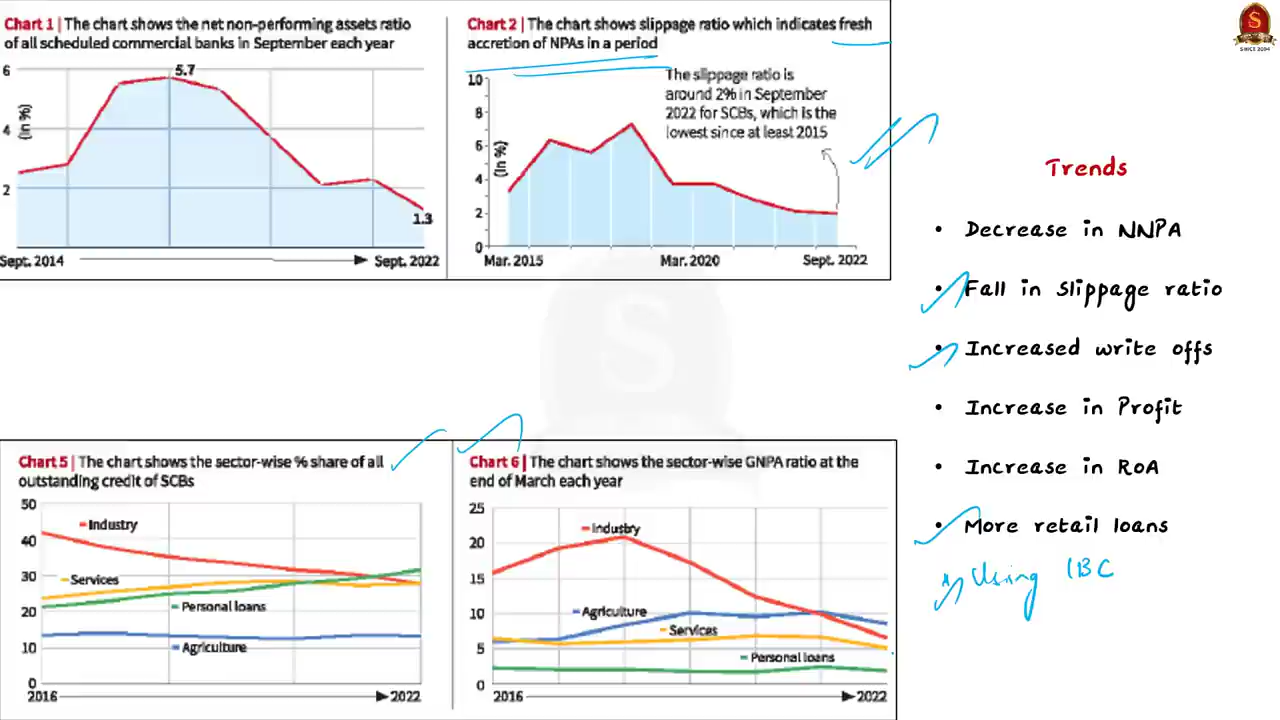 Chart 1 | The chart shows the net non-performing assets ratio
of all scheduled commercial banks in September each year
6
5.7
4
(in %)
2
1.3
Sept. 2014
Sept. 2022
Chart 2 | The chart shows slippage ratio which indicates fresh
accretion of NPAs in a period
10
The slippage ratio is
around 2% in September
2022 for SCBs, which is the
lowest since at least 2015
8
6
(In %)
4
2
0
Mar. 2015
Mar. 2020
Sept. 2022
SINCE 2004
Trends
• Decrease in NNPA
• Fall in slippage ratio
• Increased write offs
• Increase in Profit
• Increase in RoA
• More retail loans
Using IBC
S
Chart 5 | The chart shows the sector-wise % share of all
outstanding credit of SCBs
50
Industry
40
30
Services
20
Personal loans
10
Agriculture
0
2016
2022
Chart 6 | The chart shows the sector-wise GNPA ratio at the
end of March each year
25
Industry
20
15
10
Agriculture
Services
5
Personal loans
0
2016
2022